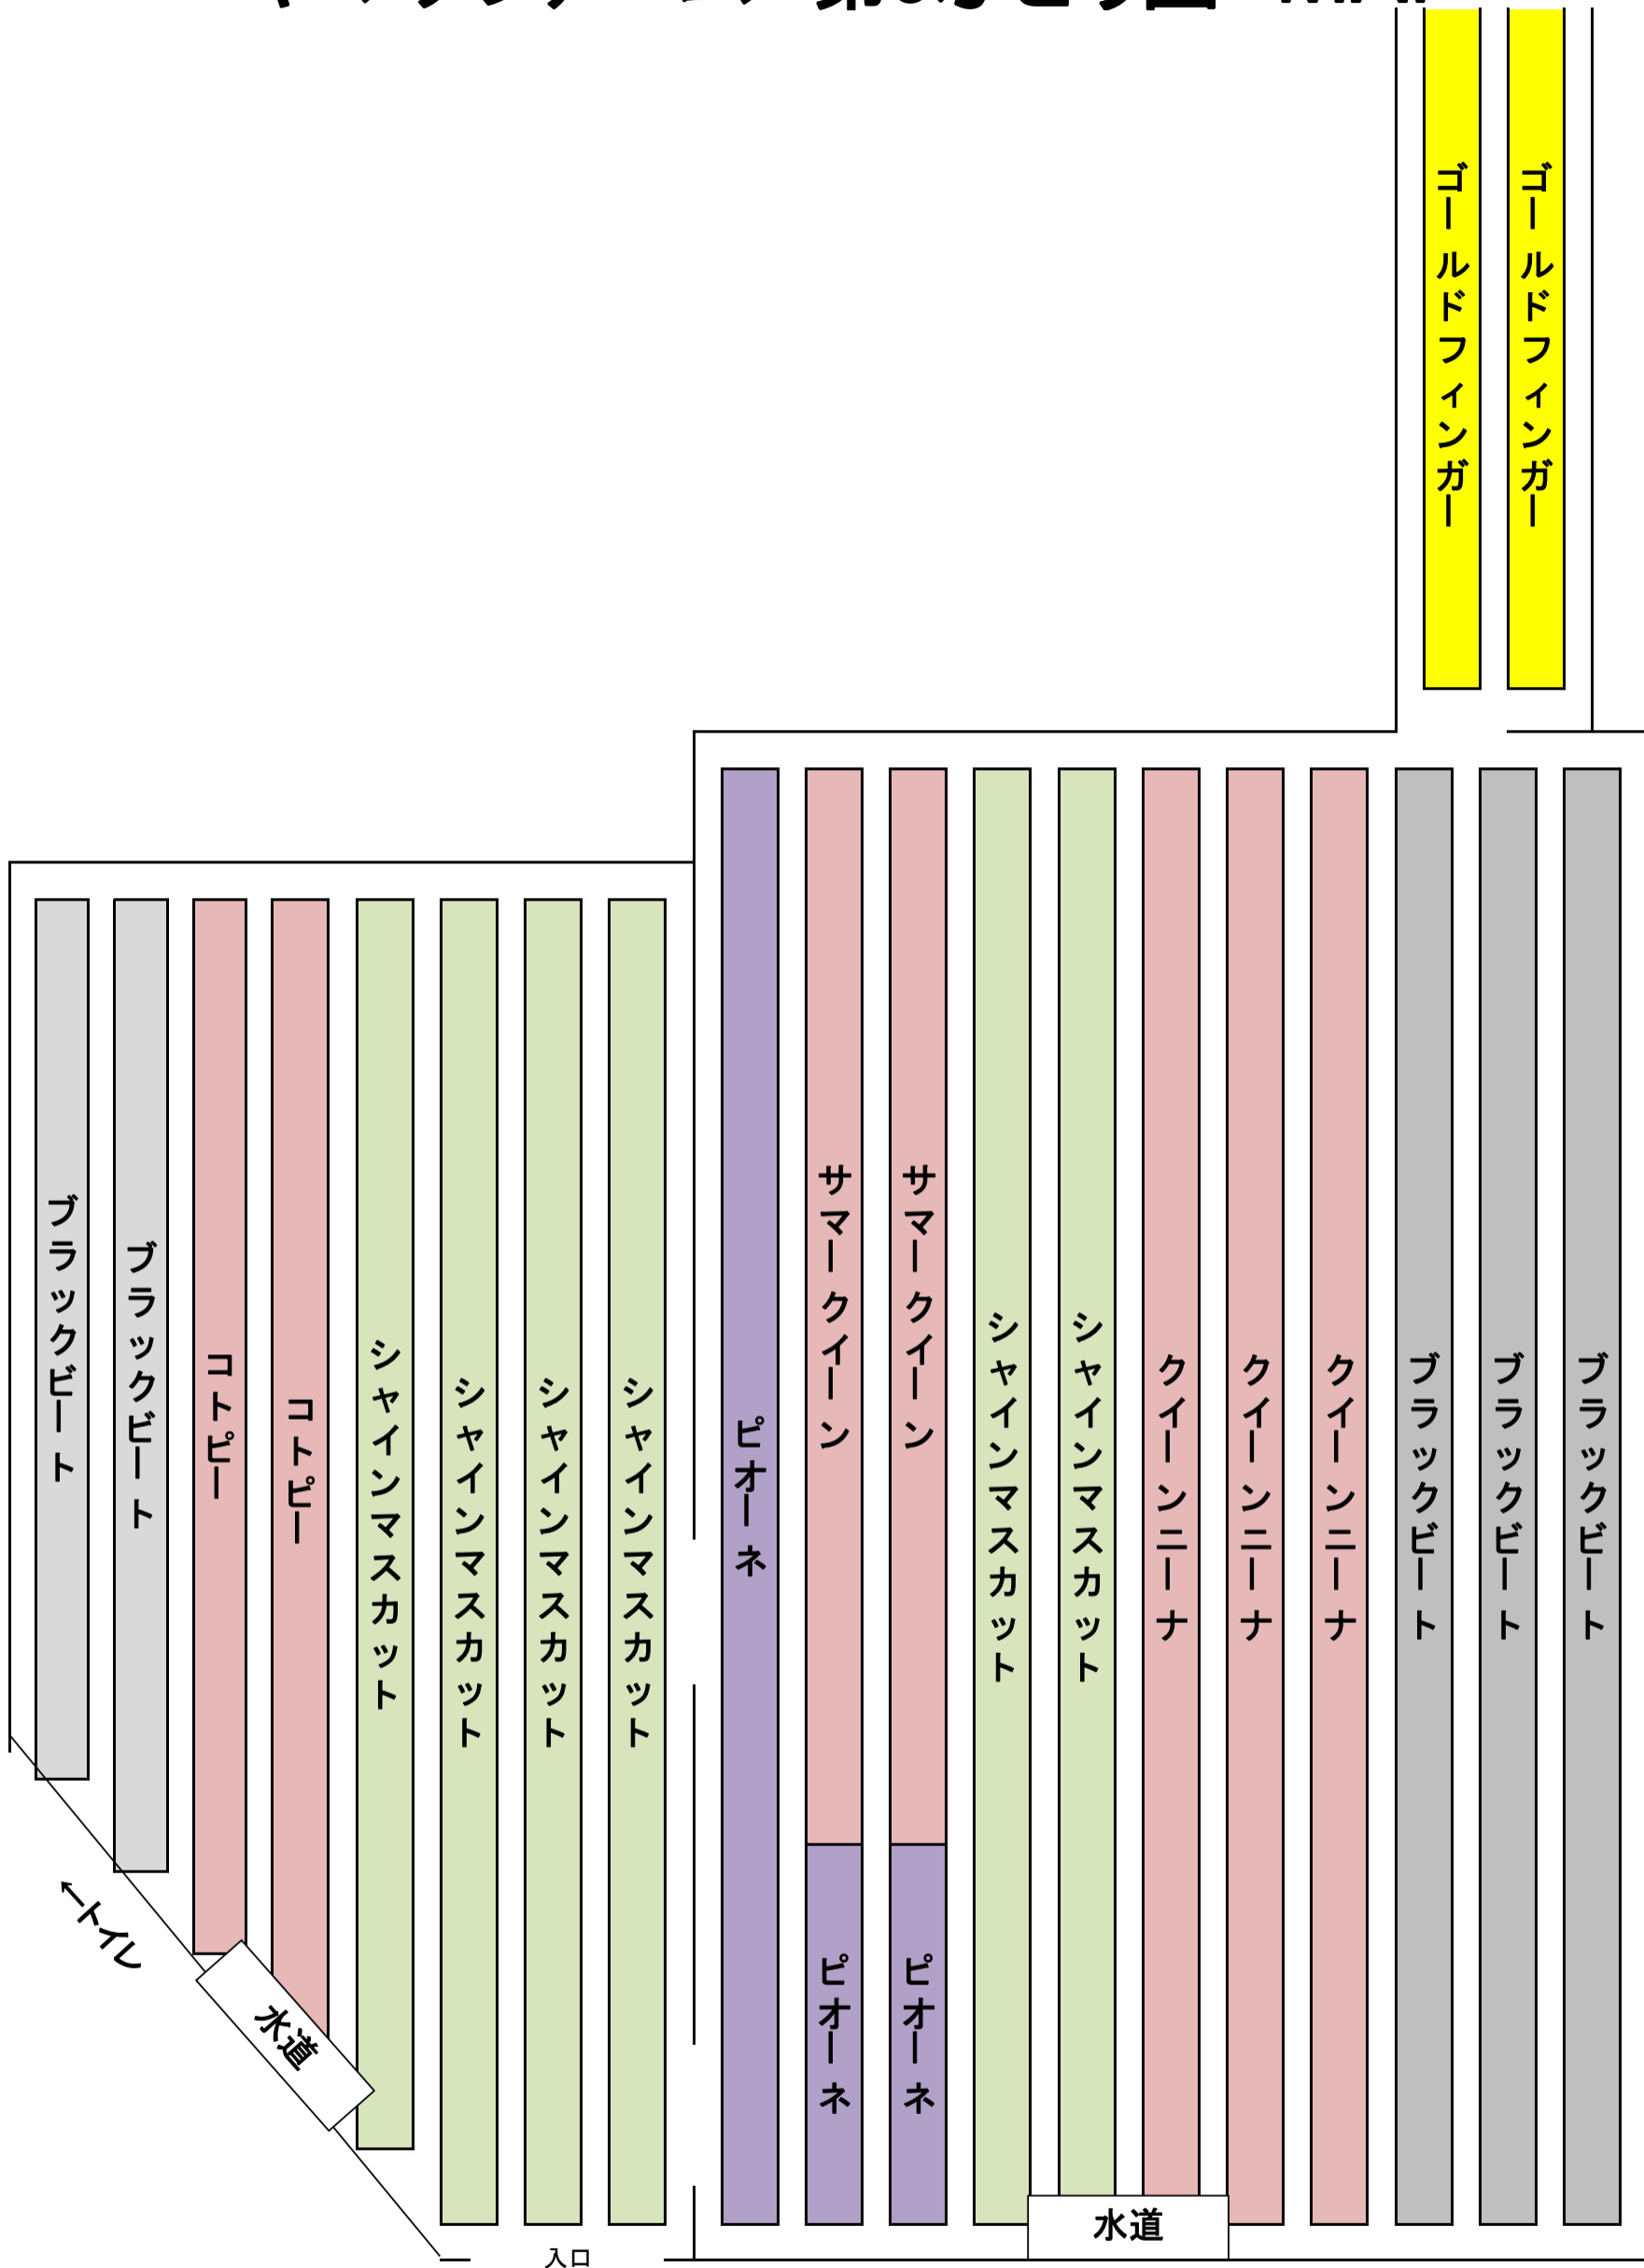 ゴールドフィンガー
ゴールドフィンガー
ブラックビート
ブラックビート
コトピー
コトピー
シャインマスカット
シャインマスカット
シャインマスカット
シャインマスカット
ピオーネ
サマークイーン
サマークイーン
シャインマスカット
シャインマスカット
クイーンニーナ
クイーンニーナ
クイーンニーナ
ブラックビート
ブラックビート
ブラックビート
←トイレ
水道
ピオーネ
ピオーネ
水道
入口